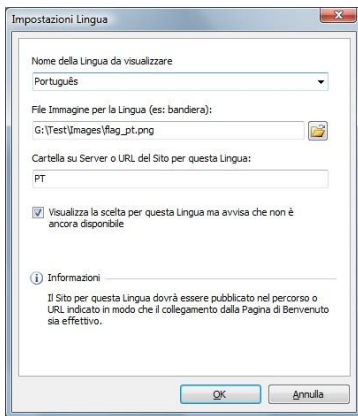 Impostazioni Lingua
Nome della Lingua da visualizzare
Português
File Immagine per la Lingua (es: bandiera):
G:\Test\Images\flag_pt.png
Cartella su Server o URL del Sito per questa Lingua:
PT
Visualizza la scelta per questa Lingua ma avvisa che non è
ancora disponibile
Informazioni
Il Sito per questa Lingua dovrà essere pubblicato nel percorso o
URL indicato in modo che il collegamento dalla Pagina di Benvenuto
sia effettivo.
OK
Annulla